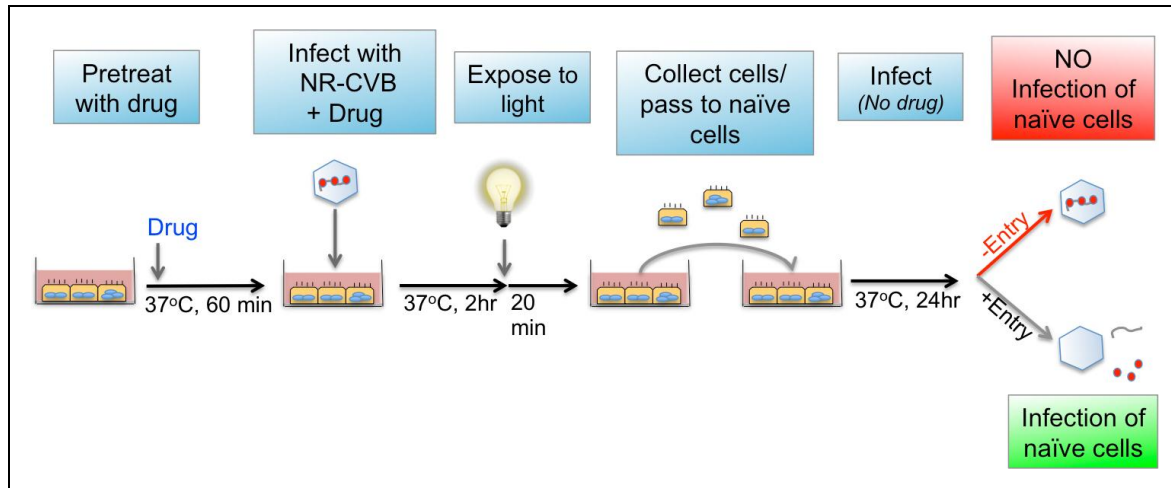 Pretreat
with drug
Infect with
NR-CVB
+ Drug
Expose to
light
Collect cells/
pass to naïve
cells
Infect
(No drug)
NO
Infection of
naïve cells
Drug
37°C, 60 min
37°C, 2hr
20
min
37°C, 24hr
-Entry
+Entry
Infection of
naïve cells